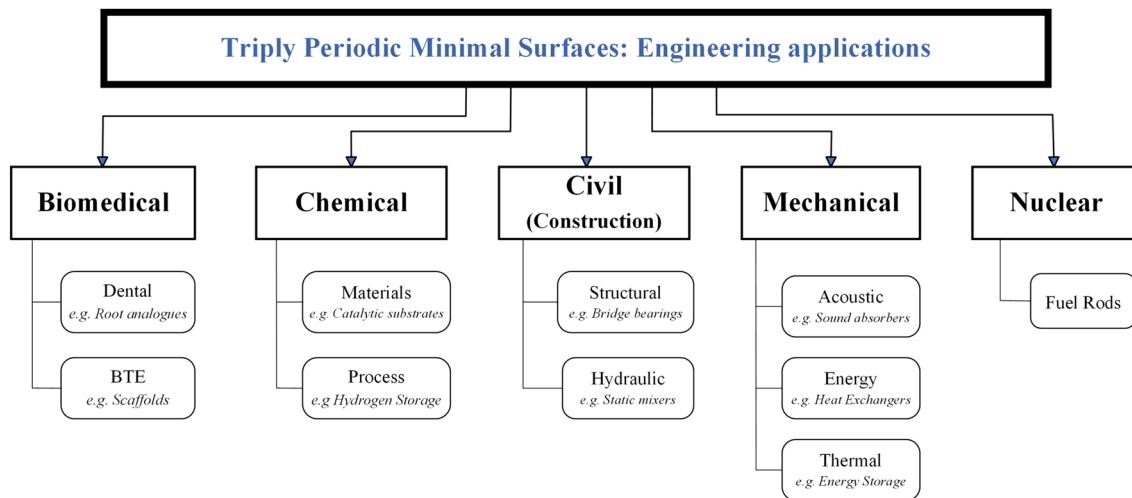 Triply Periodic Minimal Surfaces: Engineering applications
Biomedical
Chemical
Civil
(Construction)
Mechanical
Nuclear
Dental
e.g. Root analogues
BTE
e.g. Scaffolds
Materials
e.g. Catalytic substrates
Process
e.g Hydrogen Storage
Structural
e.g. Bridge bearings
Hydraulic
e.g. Static mixers
Acoustic
e.g. Sound absorbers
Energy
e.g. Heat Exchangers
Thermal
e.g. Energy Storage
Fuel Rods